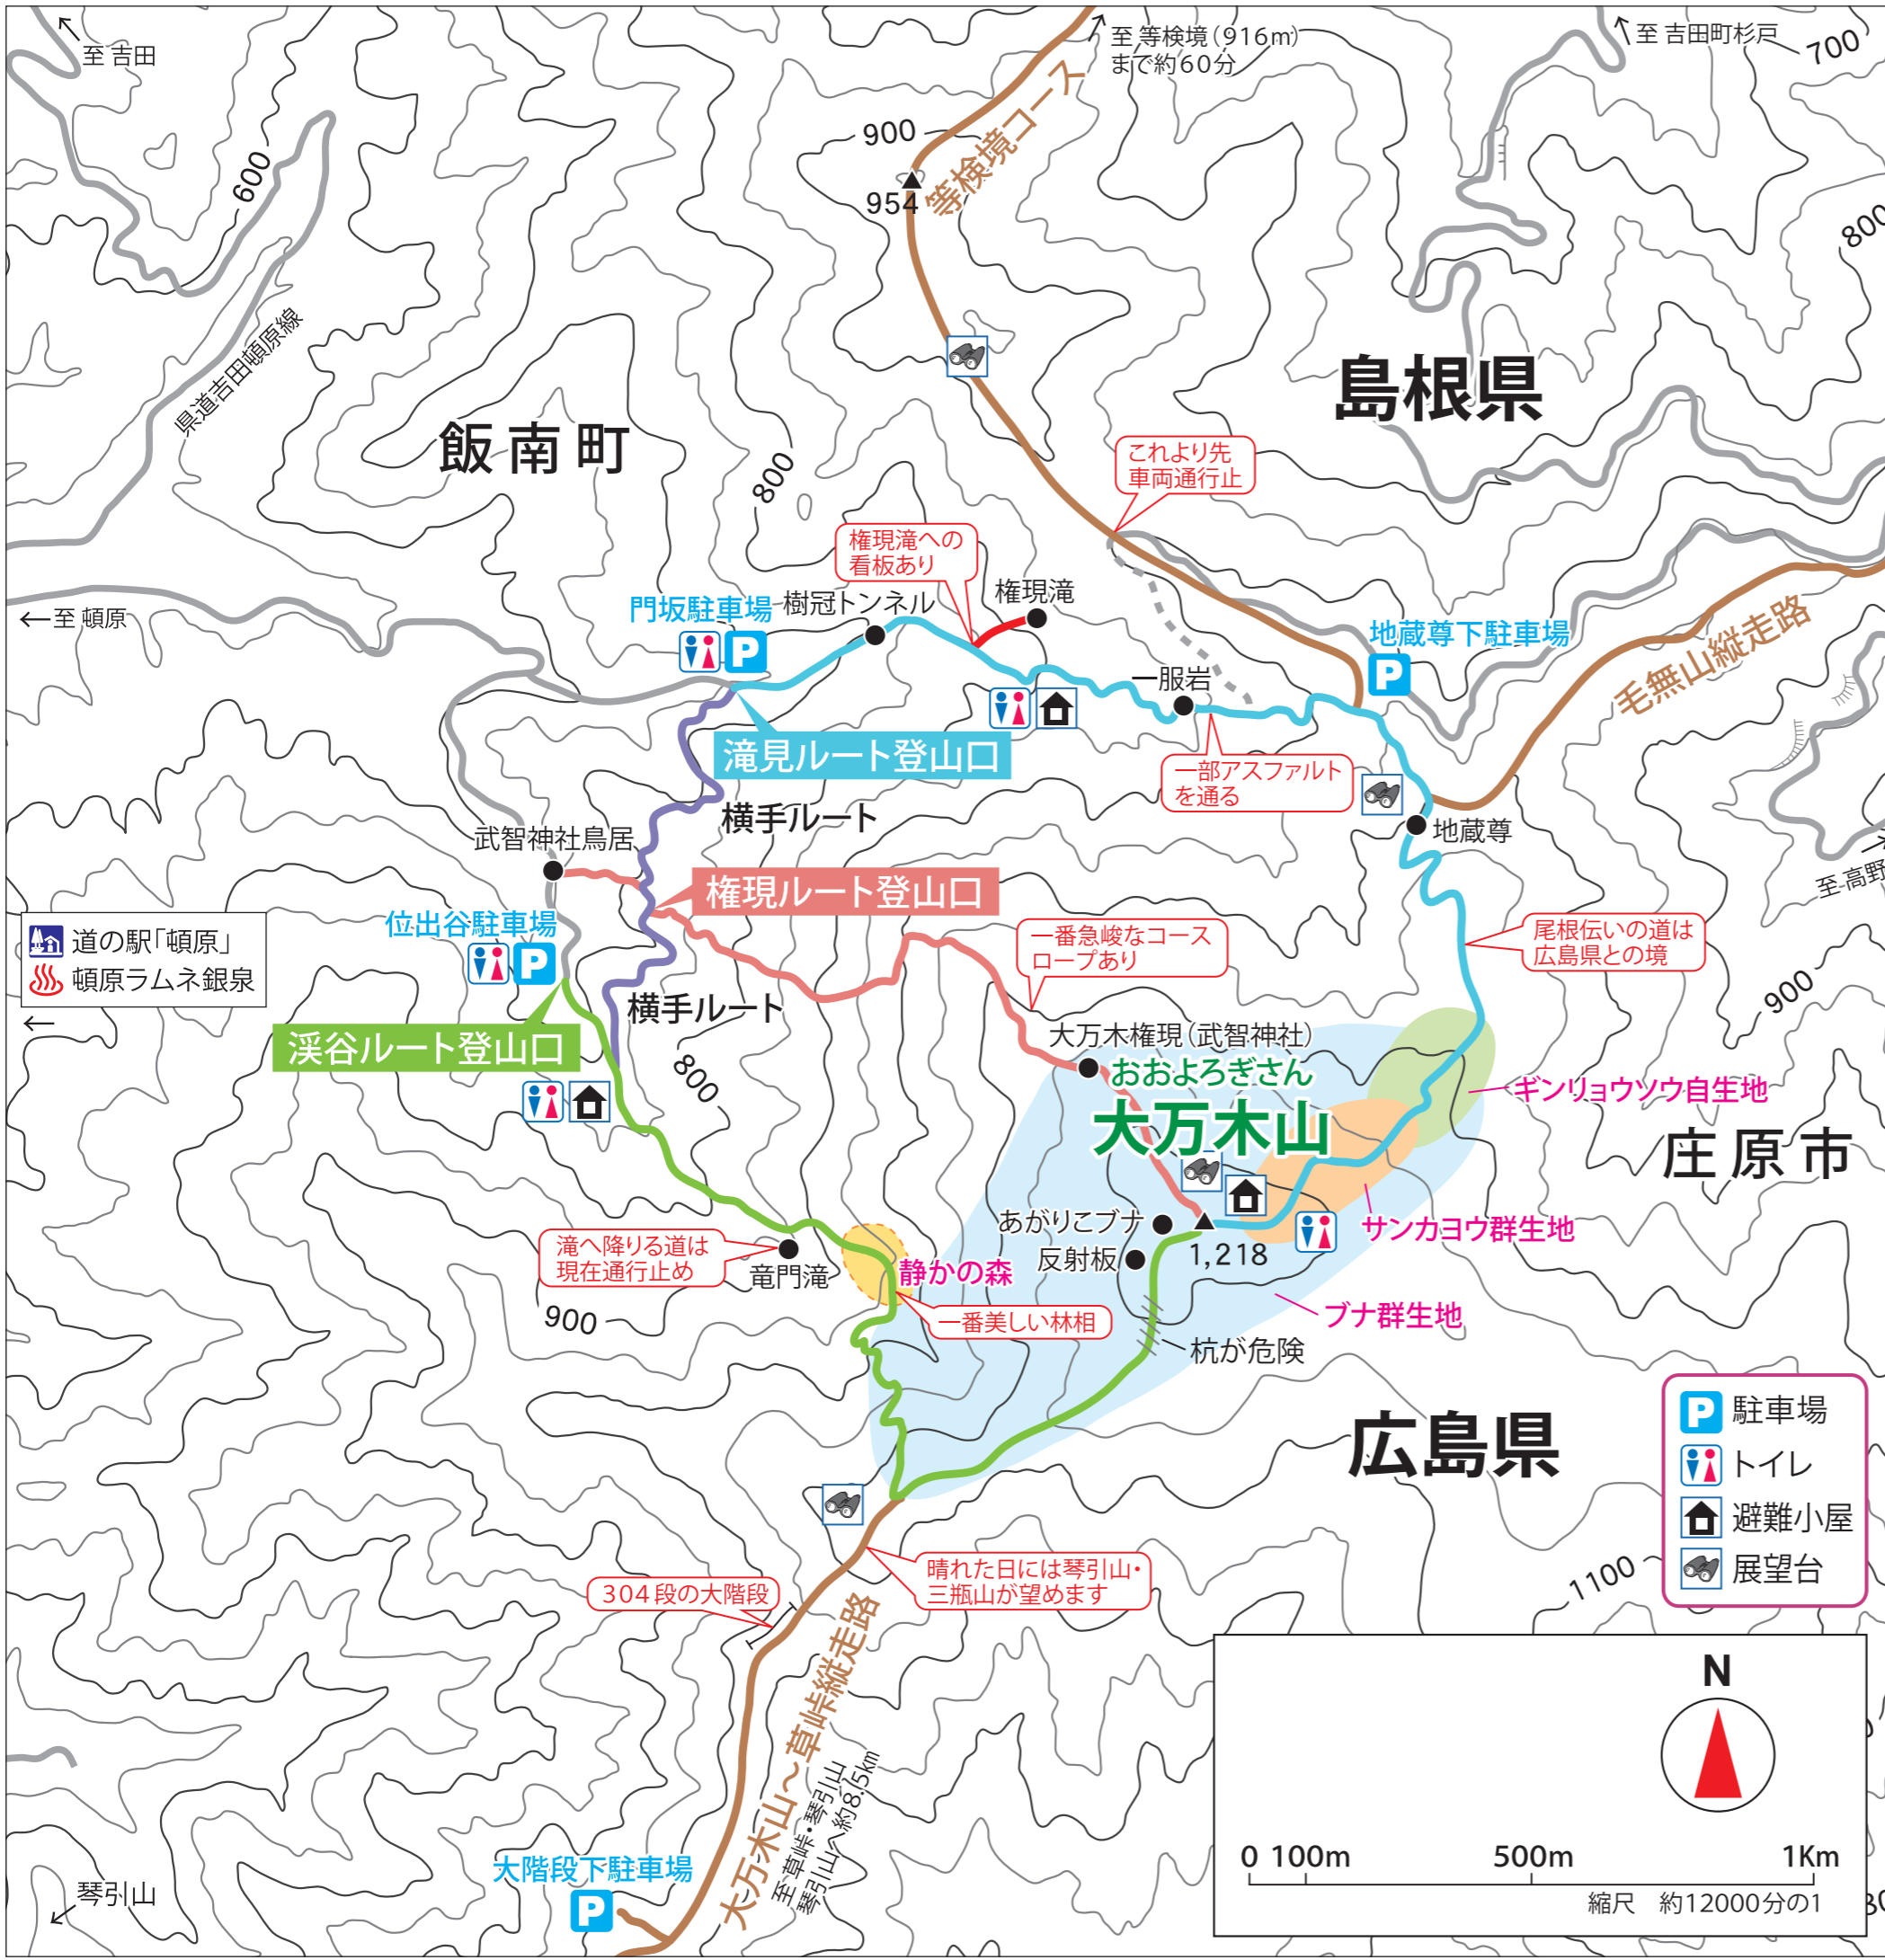 至 吉田
至 等検境（916m）
まで約60分
至 吉田町杉戸
700
900
954
等検境コース
600
800
県道吉田頓原線
島根県
飯南町
800
これより先
車両通行止
権現滝への
看板あり
←至 頓原
門坂駐車場
樹冠トンネル
権現滝
地蔵尊下駐車場
毛無山縦走路
P
P
一服岩
滝見ルート登山口
一部アスファルト
を通る
横手ルート
地蔵尊
武智神社鳥居
至 高野
権現ルート登山口
位出谷駐車場
P
道の駅「頓原」
頓原ラムネ銀泉
←
一番急峻なコース
ロープあり
尾根伝いの道は
広島県との境
900
横手ルート
渓谷ルート登山口
大万木権現（武智神社）
おおよろぎさん
大万木山
800
ギンリョウソウ自生地
庄原市
あがりこブナ
反射板
1,218
サンカヨウ群生地
滝へ降りる道は
現在通行止め
竜門滝
静かの森
900
一番美しい林相
ブナ群生地
杭が危険
広島県
P 駐車場
トイレ
避難小屋
展望台
晴れた日には琴引山・
三瓶山が望めます
304段の大階段
1100
大万木山～草峠縦走路
至 草峠・琴引山
琴引山へ約8.5km
大階段下駐車場
P
琴引山
N
0 100m 500m 1Km
縮尺 約12000分の1